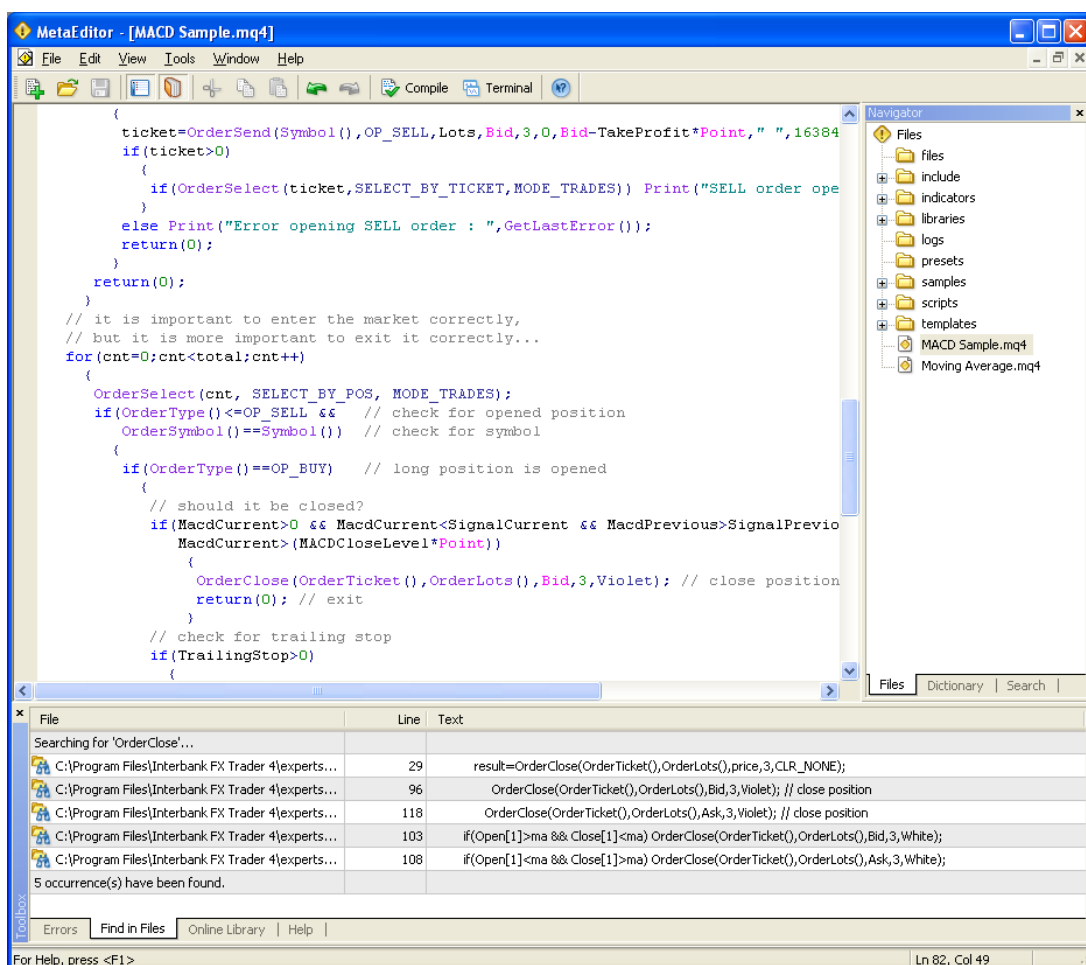 MetaEditor - [MACD Sample.mq4]
File Edit View Tools Window Help
Compile Terminal
{
ticket=OrderSend(Symbol(),OP_SELL,Lots,Bid,3,0,Bid-TakeProfit*Point," ",16384
if(ticket>0)
{
if(OrderSelect(ticket,SELECT_BY_TICKET,MODE_TRADES)) Print("SELL order ope
}
else Print("Error opening SELL order : ",GetLastError());
return(0);
}
return(0);
}
// it is important to enter the market correctly,
// but it is more important to exit it correctly...
for(cnt=0;cnt<total;cnt++)
{
OrderSelect(cnt, SELECT_BY_POS, MODE_TRADES);
if(OrderType()<=OP_SELL && // check for opened position
OrderSymbol()==Symbol()) // check for symbol
{
if(OrderType()==OP_BUY) // long position is opened
{
// should it be closed?
if(MacdCurrent>0 && MacdCurrent<SignalCurrent && MacdPrevious>SignalPrevio
MacdCurrent>(MACDCloseLevel*Point))
{
OrderClose(OrderTicket(),OrderLots(),Bid,3,Violet); // close position
return(0); // exit
}
// check for trailing stop
if(TrailingStop>0)
{
Navigator
Files
files
include
indicators
libraries
logs
presets
samples
scripts
templates
MACD Sample.mq4
Moving Average.mq4
Files Dictionary | Search |
File Line Text
Searching for 'OrderClose'...
C:\Program Files\Interbank FX Trader 4\experts... 29 result=OrderClose(OrderTicket(),OrderLots(),price,3,CLR_NONE);
C:\Program Files\Interbank FX Trader 4\experts... 96 OrderClose(OrderTicket(),OrderLots(),Bid,3,Violet); // close position
C:\Program Files\Interbank FX Trader 4\experts... 118 OrderClose(OrderTicket(),OrderLots(),Ask,3,Violet); // close position
C:\Program Files\Interbank FX Trader 4\experts... 103 if(Open[1]>ma && Close[1]<ma) OrderClose(OrderTicket(),OrderLots(),Bid,3,White);
C:\Program Files\Interbank FX Trader 4\experts... 108 if(Open[1]<ma && Close[1]>ma) OrderClose(OrderTicket(),OrderLots(),Ask,3,White);
5 occurrence(s) have been found.
Toolbox
Errors Find in Files Online Library | Help |
For Help, press <F1> Ln 82, Col 49